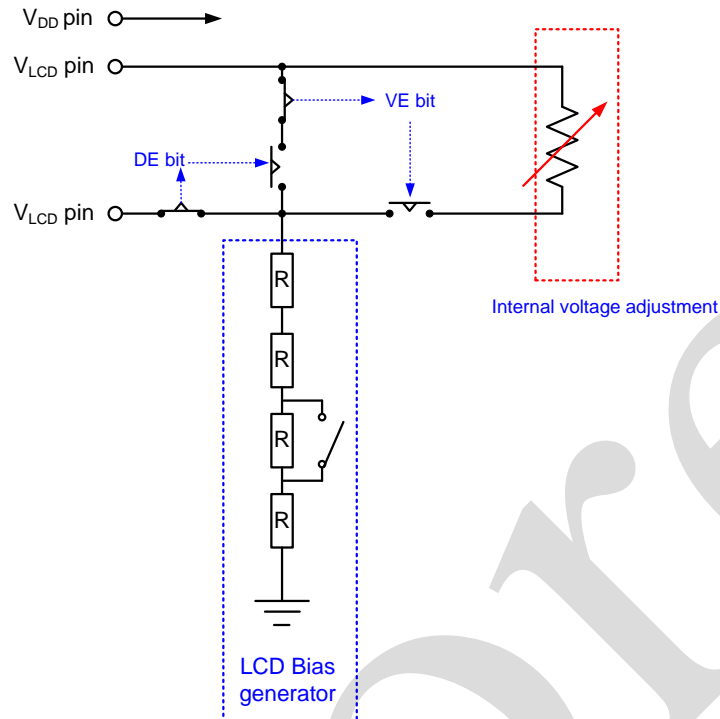 VDD pin
VLCD pin
VE bit
DE bit
VLCD pin
R
Internal voltage adjustment
R
R
R
LCD Bias
generator